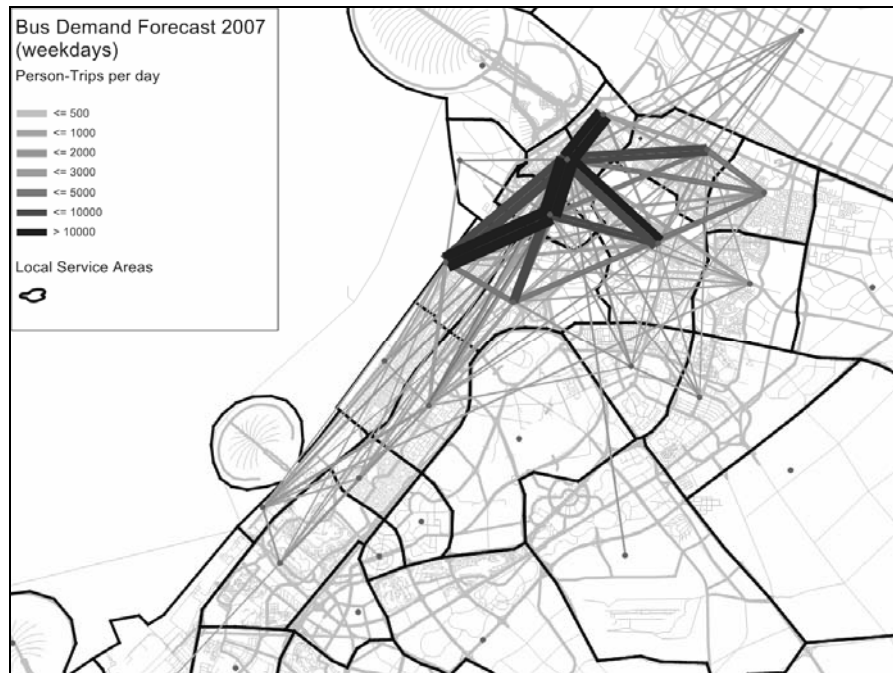 Bus Demand Forecast 2007
(weekdays)
Person-Trips per day
<= 500
<= 1000
<= 2000
<= 3000
<= 5000
<= 10000
> 10000
Local Service Areas